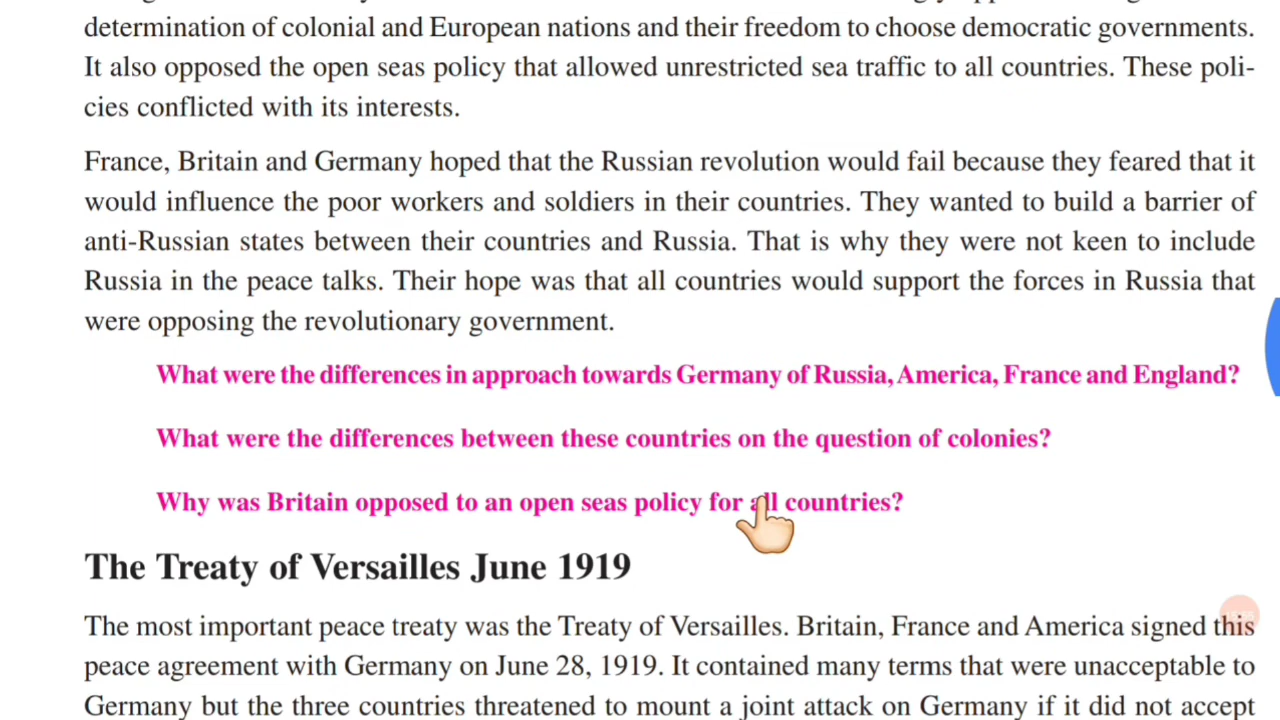 determination of colonial and European nations and their freedom to choose democratic governments.
It also opposed the open seas policy that allowed unrestricted sea traffic to all countries. These poli-
cies conflicted with its interests.
France, Britain and Germany hoped that the Russian revolution would fail because they feared that it
would influence the poor workers and soldiers in their countries. They wanted to build a barrier of
anti-Russian states between their countries and Russia. That is why they were not keen to include
Russia in the peace talks. Their hope was that all countries would support the forces in Russia that
were opposing the revolutionary government.
What were the differences in approach towards Germany of Russia, America, France and England?
What were the differences between these countries on the question of colonies?
Why was Britain opposed to an open seas policy for all countries?
The Treaty of Versailles June 1919
The most important peace treaty was the Treaty of Versailles. Britain, France and America signed this
peace agreement with Germany on June 28, 1919. It contained many terms that were unacceptable to
Germany but the three countries threatened to mount a joint attack on Germany if it did not accept